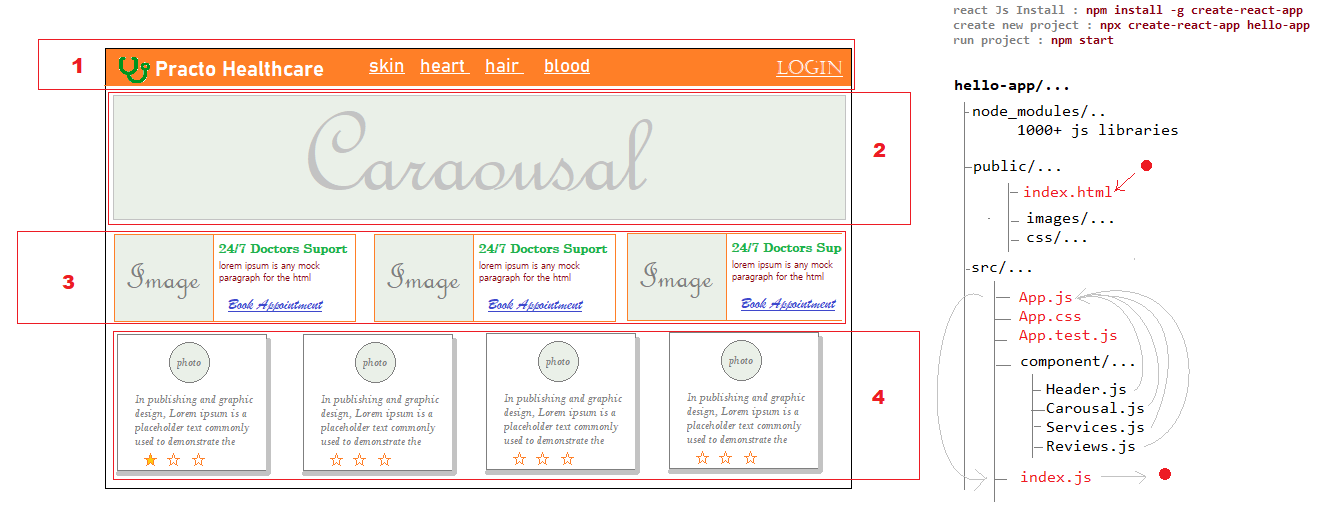 react Js Install : npm install -g create-react-app
create new project : npx create-react-app hello-app
run project : npm start
1
Practo Healthcare skin heart hair blood LOGIN
Caraousal
2
3
Image
24/7 Doctors Suport
lorem ipsum is any mock
paragraph for the html
Book Appointment
Image
24/7 Doctors Suport
lorem ipsum is any mock
paragraph for the html
Book Appointment
Image
24/7 Doctors Sup
lorem ipsum is any mock
paragraph for the html
Book Appointment
photo
In publishing and graphic
design, Lorem ipsum is a
placeholder text commonly
used to demonstrate the
photo
In publishing and graphic
design, Lorem ipsum is a
placeholder text commonly
used to demonstrate the
photo
In publishing and graphic
design, Lorem ipsum is a
placeholder text commonly
used to demonstrate the
photo
In publishing and graphic
design, Lorem ipsum is a
placeholder text commonly
used to demonstrate the
4
hello-app/...
node_modules/..
1000+ js libraries
public/...
index.html
images/...
css/...
src/...
App.js
App.css
App.test.js
component/...
Header.js
Carousal.js
Services.js
Reviews.js
index.js